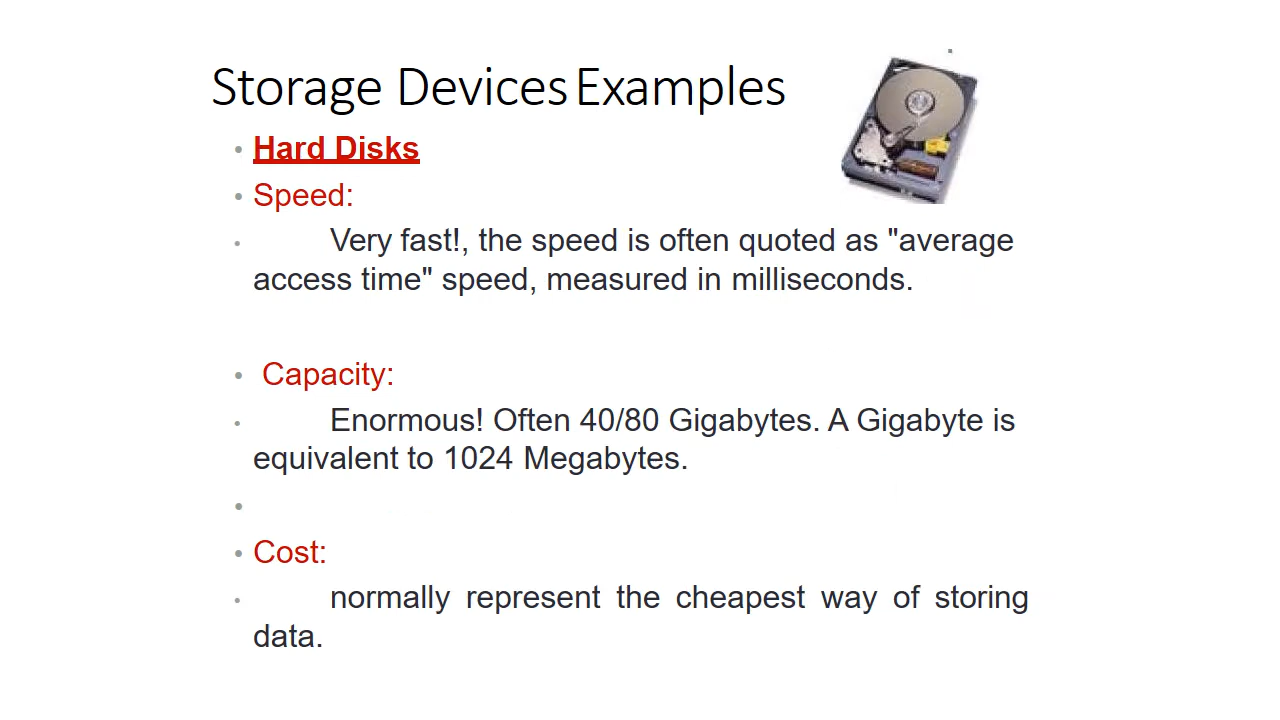 Storage Devices Examples
• Hard Disks
• Speed:
• Very fast!, the speed is often quoted as "average
access time" speed, measured in milliseconds.
• Capacity:
• Enormous! Often 40/80 Gigabytes. A Gigabyte is
equivalent to 1024 Megabytes.
•
• Cost:
• normally represent the cheapest way of storing
data.